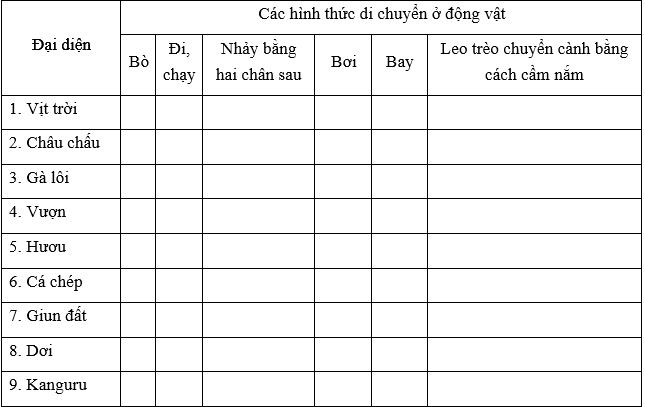 Đại diện
Các hình thức di chuyển ở động vật
Bò
Đi,
chạy
Nhảy bằng
hai chân sau
Bơi
Bay
Leo trèo chuyển cành bằng
cách cầm nắm
1. Vịt trời
2. Châu chấu
3. Gà lôi
4. Vượn
5. Hươu
6. Cá chép
7. Giun đất
8. Dơi
9. Kanguru